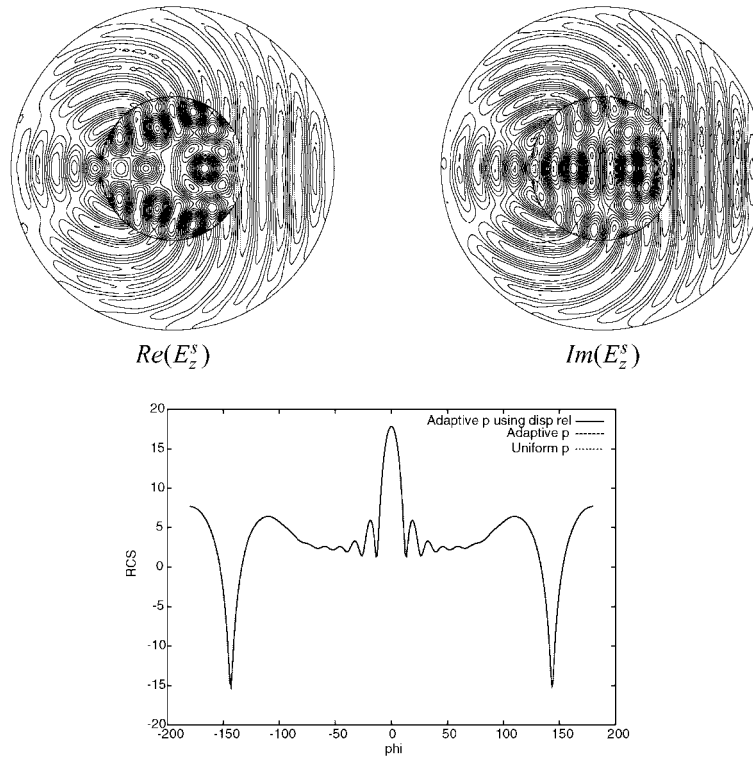 Re(E_z^s)
Im(E_z^s)
20
15
10
5
0
-5
-10
-15
-20
RCS
Adaptive p using disp rel
Adaptive p
Uniform p
-200 -150 -100 -50 0 50 100 150 200
phi